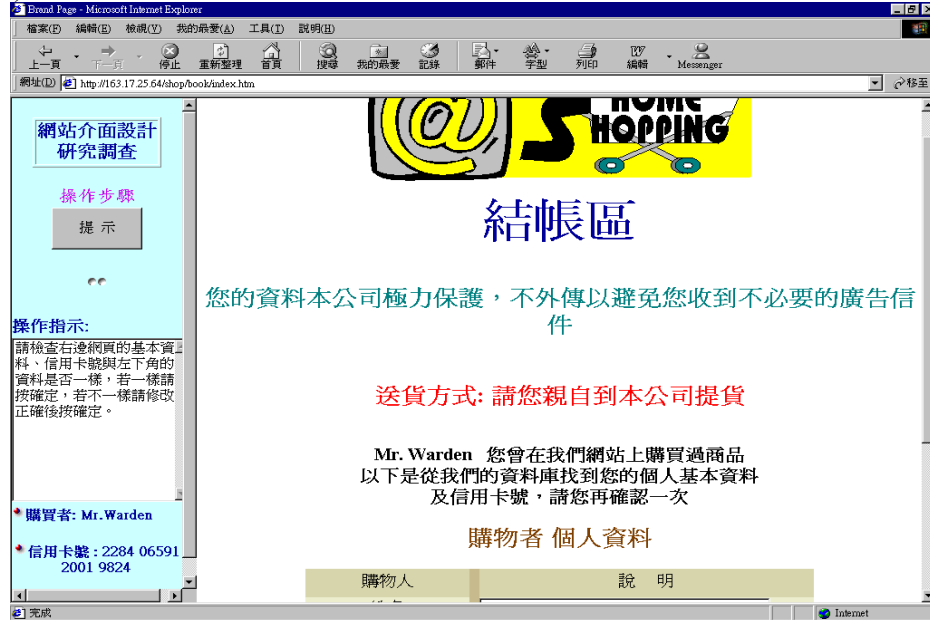 Brand Page - Microsoft Internet Explorer
檔案(F) 編輯(E) 檢視(V) 我的最愛(A) 工具(T) 說明(H)
上一頁 下一頁 停止 重新整理 首頁 搜尋 我的最愛 記錄 郵件 字型 列印 編輯 Messenger
網址(D) http://163.17.25.64/shop/book/index.htm 移至
網站介面設計
研究調查
操作步驟
提 示
操作指示:
請檢查右邊網頁的基本資
料、信用卡號與左下角的
資料是否一樣，若一樣請
按確定，若不一樣請修改
正確後按確定。
購買者: Mr.Warden
信用卡號 : 2284 06591
2001 9824
@ HOME
SHOPPING
結帳區
您的資料本公司極力保護，不外傳以避免您收到不必要的廣告信
件
送貨方式: 請您親自到本公司提貨
Mr. Warden 您曾在我們網站上購買過商品
以下是從我們的資料庫找到您的個人基本資料
及信用卡號，請您再確認一次
購物者 個人資料
購物人 說 明
完成 Internet